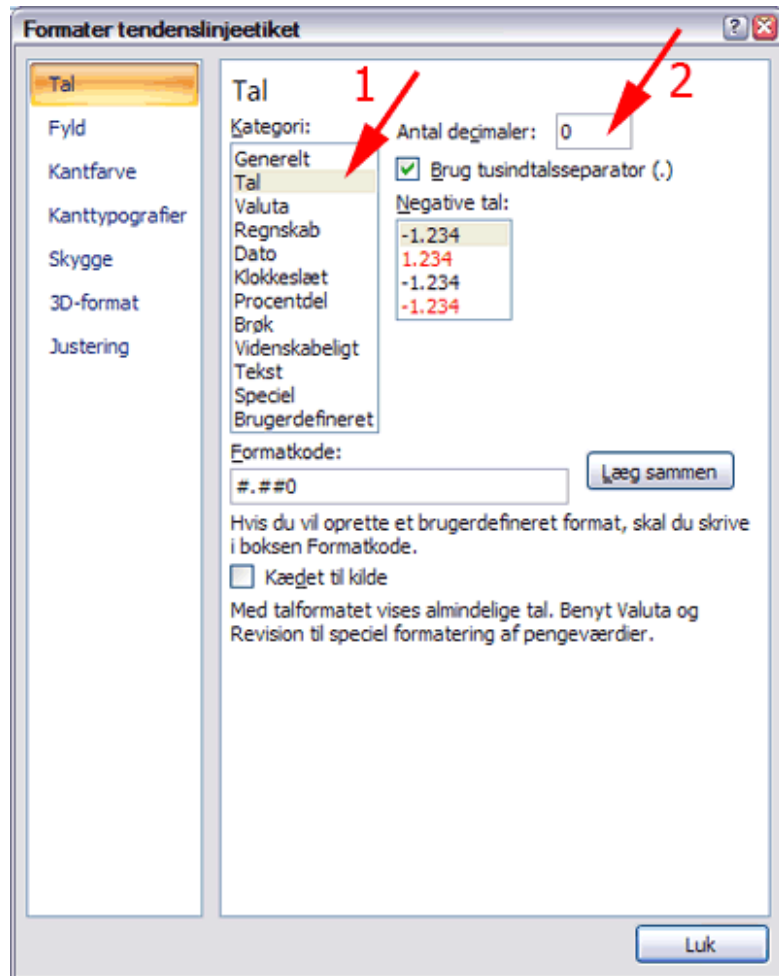 Formater tendenslinjeetiket
Tal
Fyld
Kantfarve
Kanttypografier
Skygge
3D-format
Justering
Tal
1
2
Kategori:
Generelt
Tal
Valuta
Regnskab
Dato
Klokkeslæt
Procentdel
Brøk
Videnskabeligt
Tekst
Speciel
Brugerdefineret
Antal decimaler: 0
Brug tusindtalsseparator (.)
Negative tal:
-1.234
1.234
-1.234
-1.234
Formatkode:
#.##0
Læg sammen
Hvis du vil oprette et brugerdefineret format, skal du skrive
i boksen Formatkode.
Kædet til kilde
Med talformatet vises almindelige tal. Benyt Valuta og
Revision til speciel formatering af pengeværdier.
Luk